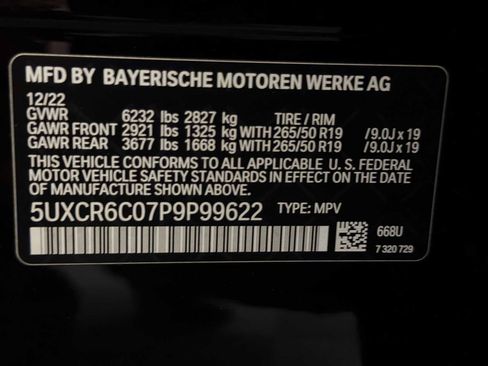 MFD BY BAYERISCHE MOTOREN WERKE AG
12/22
GVWR 6232 lbs 2827 kg TIRE / RIM
GAWR FRONT 2921 lbs 1325 kg WITH 265/50 R19 / 9.0J x 19
GAWR REAR 3677 lbs 1668 kg WITH 265/50 R19 / 9.0J x 19
THIS VEHICLE CONFORMS TO ALL APPLICABLE U. S. FEDERAL
MOTOR VEHICLE SAFETY STANDARDS IN EFFECT ON THE
DATE OF MANUFACTURE SHOWN ABOVE.
5UXCR6C07P9P99622 TYPE: MPV
668U
7 320 729